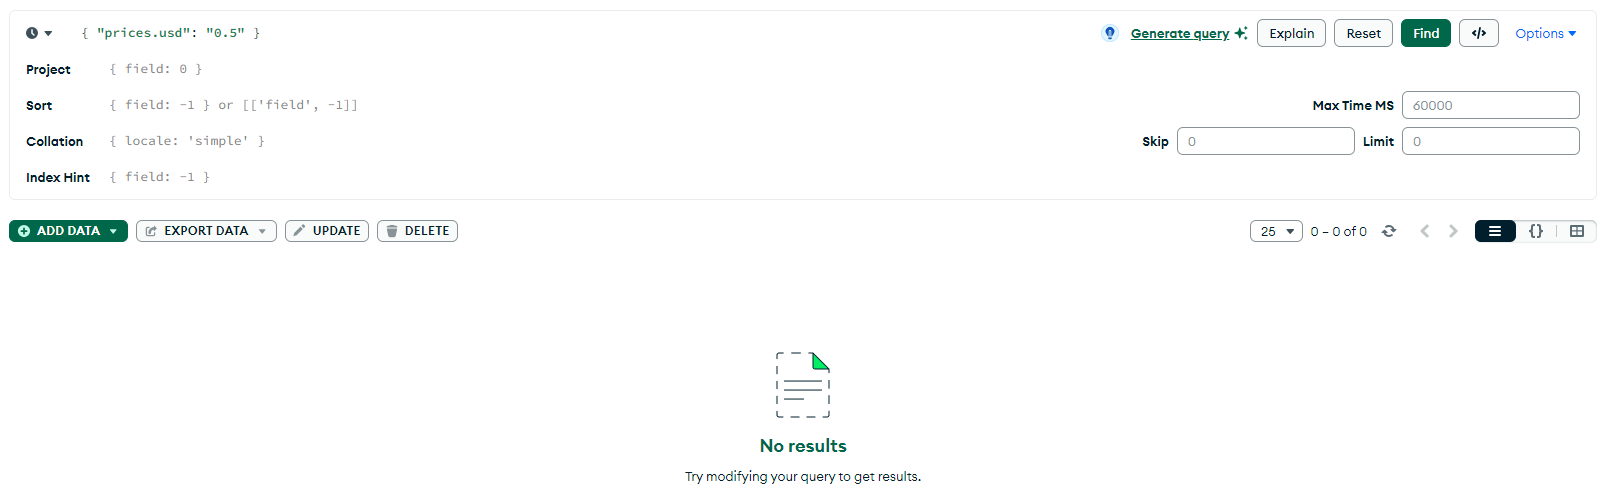 { "prices.usd": "0.5" }
Generate query
Explain
Reset
Find
</>
Options
Project
{ field: 0 }
Sort
{ field: -1 } or [['field', -1]]
Max Time MS
60000
Collation
{ locale: 'simple' }
Skip
0
Limit
0
Index Hint
{ field: -1 }
ADD DATA
EXPORT DATA
UPDATE
DELETE
25
0 – 0 of 0
{}
No results
Try modifying your query to get results.